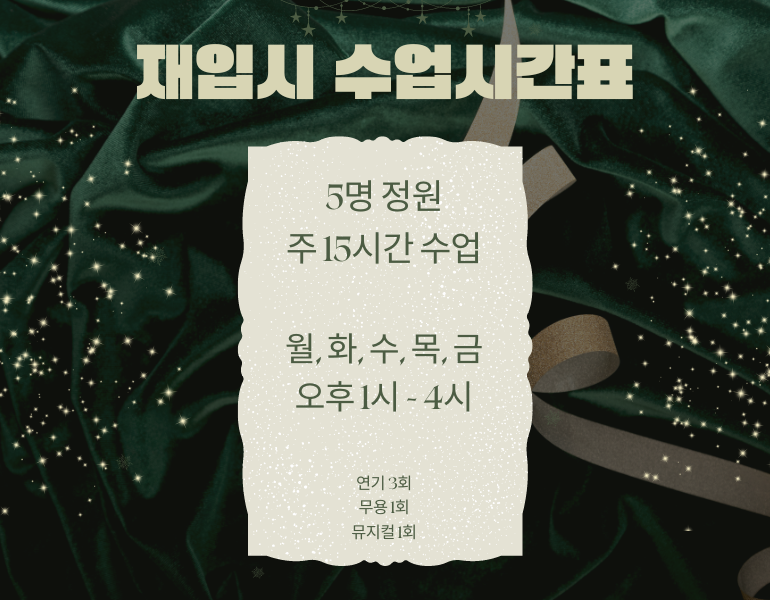 재입시 수업시간표
5명 정원
주 15시간 수업
월, 화, 수, 목, 금
오후 1시 - 4시
연기 3회
무용 1회
뮤지컬 1회